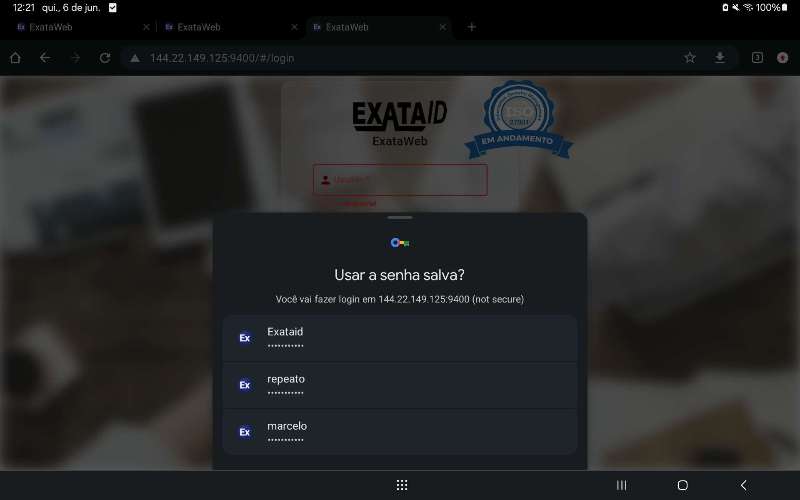 12:21 qui., 6 de jun. 100%
ExataWeb ExataWeb ExataWeb
144.22.149.125:9400/#/login 3
EXATAID
ISO
27001
EM ANDAMENTO
ExataWeb
Usar a senha salva?
Você vai fazer login em 144.22.149.125:9400 (not secure)
Ex Exataid
•••••••••••
Ex repeato
•••••••••••
Ex marcelo
•••••••••••